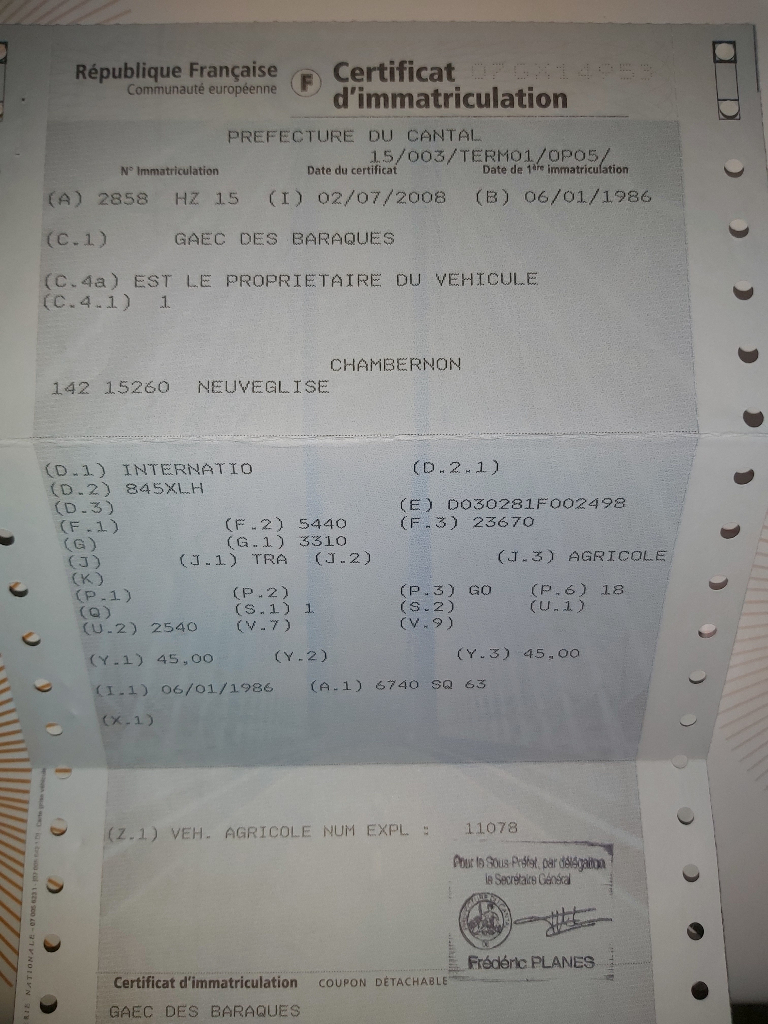 République Française
Communauté européenne
F
Certificat
d'immatriculation
07GX14953
PREFECTURE DU CANTAL
15/003/TERM01/OP05/
N° Immatriculation Date du certificat Date de 1ère immatriculation
(A) 2858 HZ 15 (I) 02/07/2008 (B) 06/01/1986
(C.1) GAEC DES BARAQUES
(C.4a) EST LE PROPRIETAIRE DU VEHICULE
(C.4.1) 1
CHAMBERNON
142 15260 NEUVEGLISE
(D.1) INTERNATIO (D.2.1)
(D.2) 845XLH
(D.3) (E) D030281F002498
(F.1) (F.2) 5440 (F.3) 23670
(G) (G.1) 3310
(J) (J.1) TRA (J.2) (J.3) AGRICOLE
(K)
(P.1) (P.2) (P.3) GO (P.6) 18
(Q) (S.1) 1 (S.2) (U.1)
(U.2) 2540 (V.7) (V.9)
(Y.1) 45,00 (Y.2) (Y.3) 45,00
(I.1) 06/01/1986 (A.1) 6740 SQ 63
(X.1)
(Z.1) VEH. AGRICOLE NUM EXPL : 11078
Pour le Sous-Préfet, par délégation
le Secrétaire Général
Frédéric PLANES
Certificat d'immatriculation COUPON DÉTACHABLE
GAEC DES BARAQUES